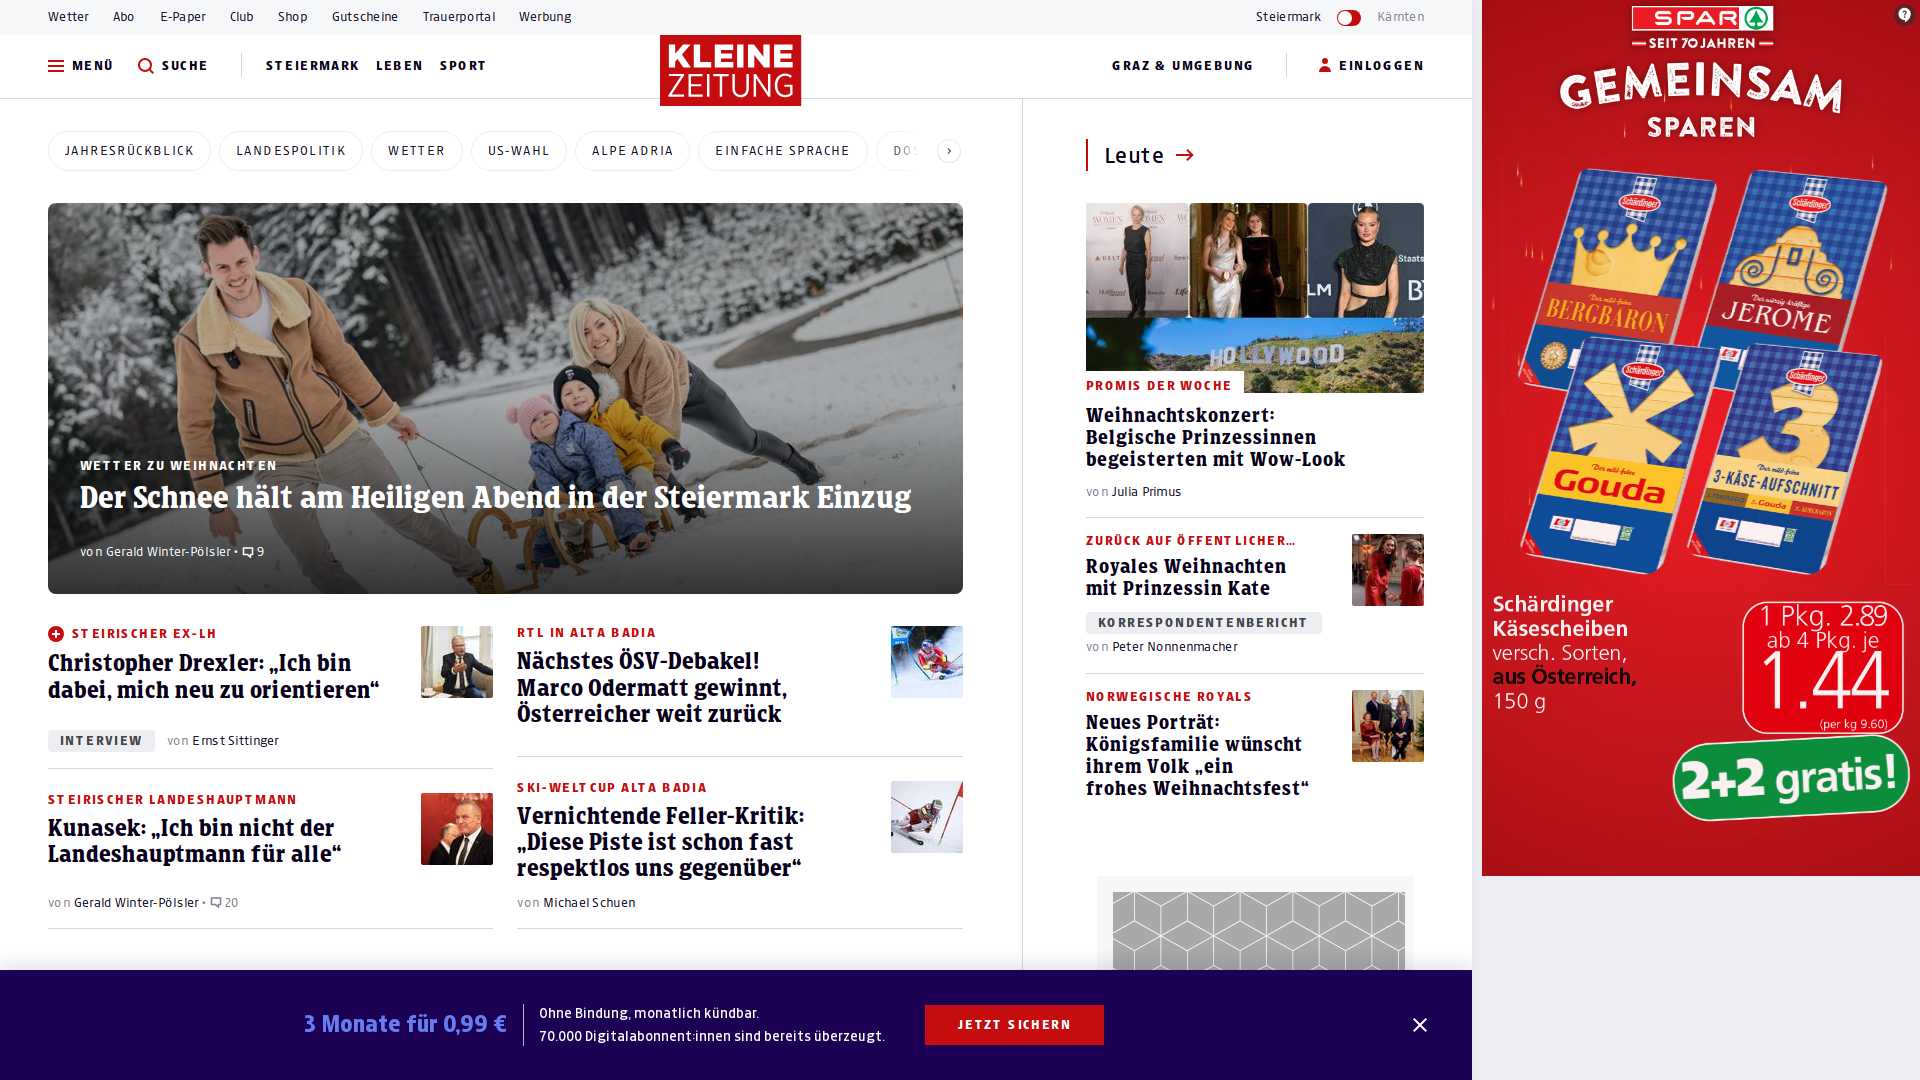 Wetter Abo E-Paper Club Shop Gutscheine Trauerportal Werbung
Steiermark Kärnten
MENÜ SUCHE STEIERMARK LEBEN SPORT
KLEINE
ZEITUNG
GRAZ & UMGEBUNG EINLOGGEN
JAHRESRÜCKBLICK LANDESPOLITIK WETTER US-WAHL ALPE ADRIA EINFACHE SPRACHE
WETTER ZU WEIHNACHTEN
Der Schnee hält am Heiligen Abend in der Steiermark Einzug
von Gerald Winter-Pölsler • 9
STEIRISCHER EX-LH
Christopher Drexler: „Ich bin
dabei, mich neu zu orientieren“
INTERVIEW von Ernst Sittinger
STEIRISCHER LANDESHAUPTMANN
Kunasek: „Ich bin nicht der
Landeshauptmann für alle“
von Gerald Winter-Pölsler • 20
RTL IN ALTA BADIA
Nächstes ÖSV-Debakel!
Marco Odermatt gewinnt,
Österreicher weit zurück
SKI-WELTCUP ALTA BADIA
Vernichtende Feller-Kritik:
„Diese Piste ist schon fast
respektlos uns gegenüber“
von Michael Schuen
Leute
HOLLYWOOD
PROMIS DER WOCHE
Weihnachtskonzert:
Belgische Prinzessinnen
begeisterten mit Wow-Look
von Julia Primus
ZURÜCK AUF ÖFFENTLICHER…
Royales Weihnachten
mit Prinzessin Kate
KORRESPONDENTENBERICHT
von Peter Nonnenmacher
NORWEGISCHE ROYALS
Neues Porträt:
Königsfamilie wünscht
ihrem Volk „ein
frohes Weihnachtsfest“
SPAR
SEIT 70 JAHREN
GEMEINSAM
SPAREN
Schärdinger
Schärdinger
BERGBARON
JEROME
Schärdinger
Schärdinger
Gouda
3-KÄSE-AUFSCHNITT
Schärdinger
Käsescheiben
versch. Sorten,
aus Österreich,
150 g
1 Pkg. 2.89
ab 4 Pkg. je
1.44
(per kg 9.60)
2+2 gratis!
3 Monate für 0,99 €
Ohne Bindung, monatlich kündbar.
70.000 Digitalabonnent:innen sind bereits überzeugt.
JETZT SICHERN